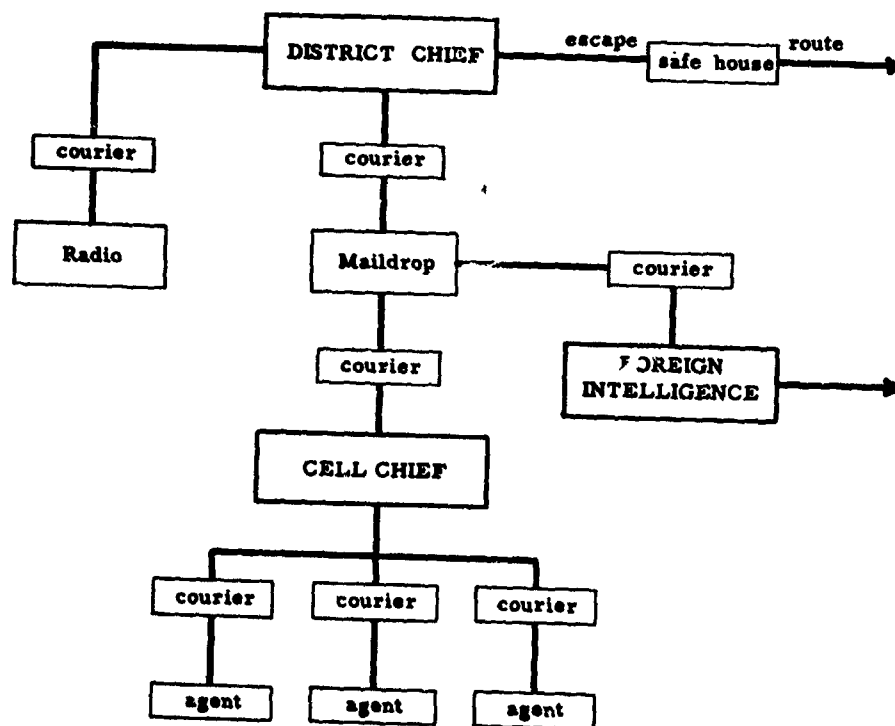 DISTRICT CHIEF
escape
safe house
route
courier
courier
Radio
Maildrop
courier
courier
FOREIGN
INTELLIGENCE
CELL CHIEF
courier
courier
courier
agent
agent
agent